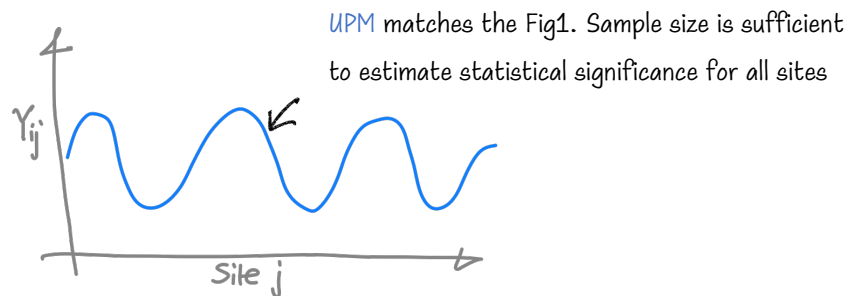 UPM matches the Fig1. Sample size is sufficient
to estimate statistical significance for all sites
Yij
Site j